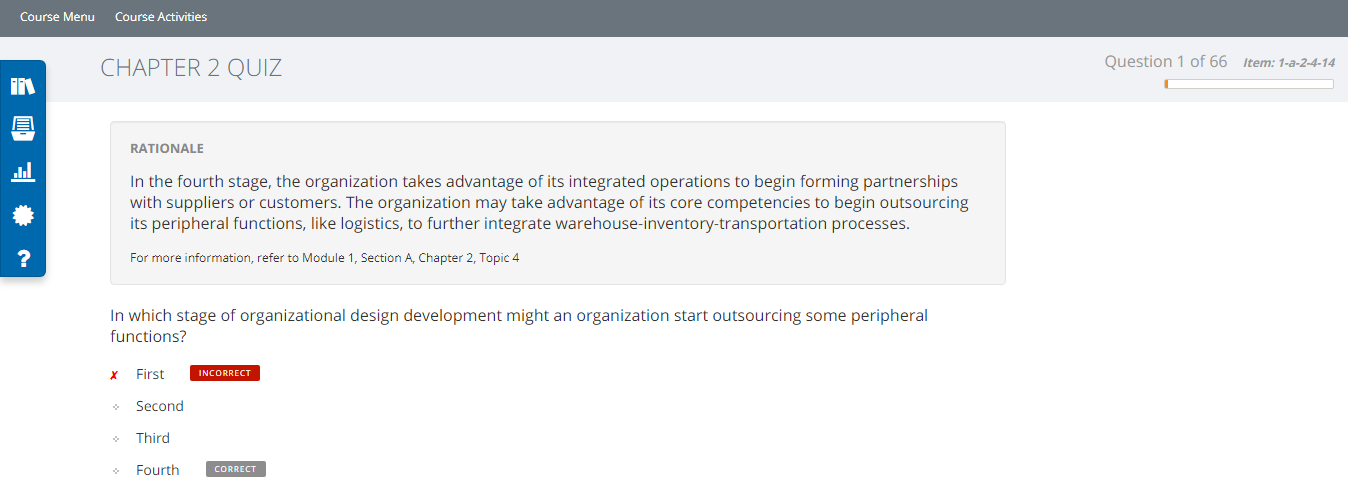 Course Menu Course Activities
CHAPTER 2 QUIZ
Question 1 of 66 Item: 1-a-2-4-14
RATIONALE
In the fourth stage, the organization takes advantage of its integrated operations to begin forming partnerships
with suppliers or customers. The organization may take advantage of its core competencies to begin outsourcing
its peripheral functions, like logistics, to further integrate warehouse-inventory-transportation processes.
For more information, refer to Module 1, Section A, Chapter 2, Topic 4
In which stage of organizational design development might an organization start outsourcing some peripheral
functions?
✗ First INCORRECT
Second
Third
Fourth CORRECT
?